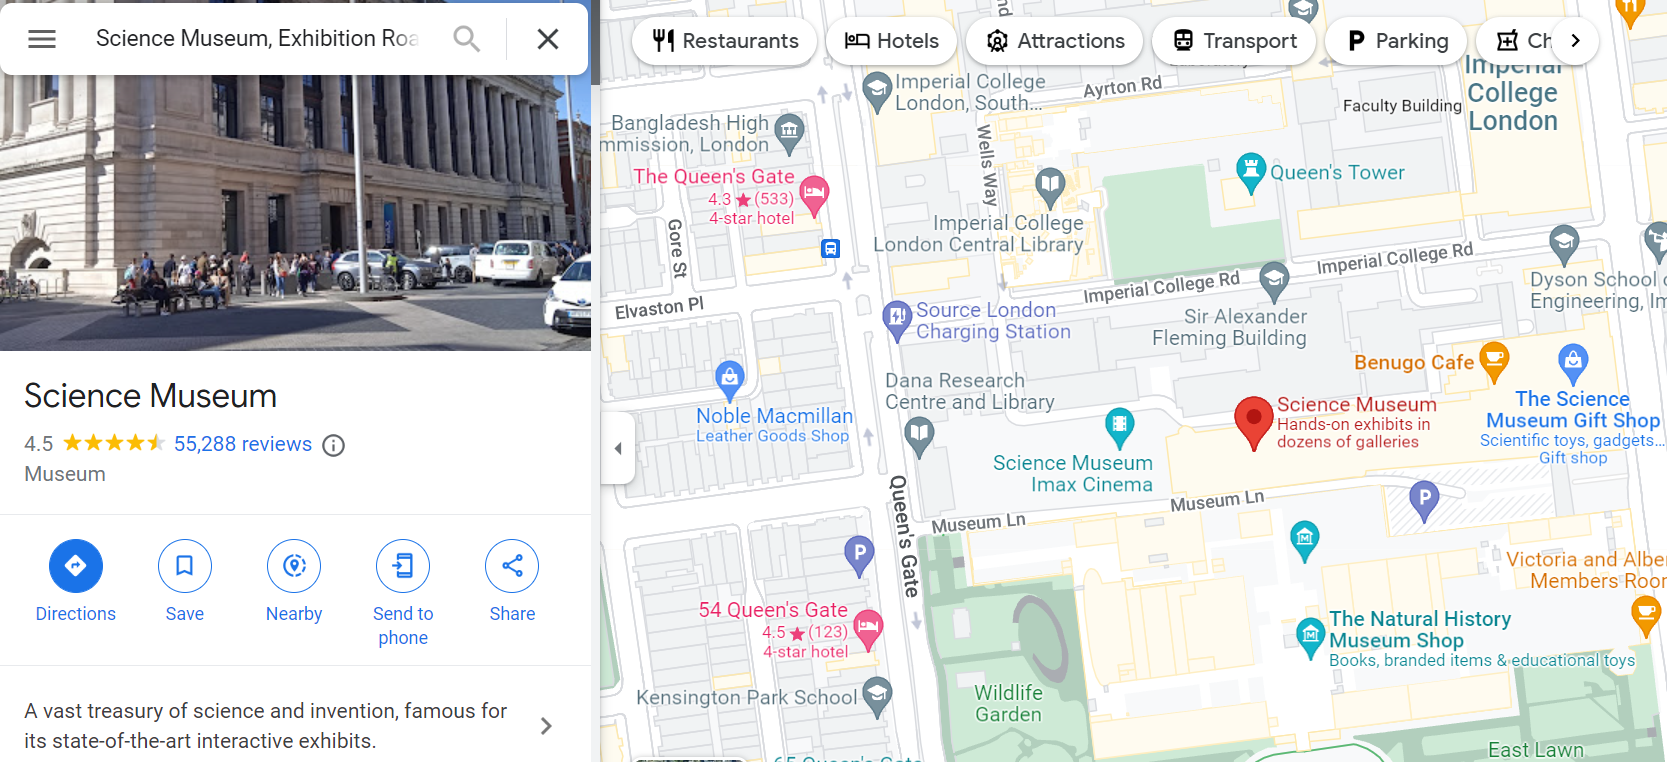 Science Museum, Exhibition Roa
Science Museum
4.5
55,288 reviews
Museum
Directions
Save
Nearby
Send to
phone
Share
A vast treasury of science and invention, famous for
its state-of-the-art interactive exhibits.
Restaurants
Hotels
Attractions
Transport
P Parking
Ch
Imperial
College
London
Faculty Building
Ayrton Rd
Imperial College
London, South...
Bangladesh High
mmission, London
Wells Way
The Queen's Gate
4.3 ★ (533)
4-star hotel
Queen's Tower
Imperial College
London Central Library
Gore St
Imperial College Rd
Imperial College Rd
Dyson School o
Engineering, Im
Elvaston Pl
Source London
Charging Station
Sir Alexander
Fleming Building
Benugo Cafe
Dana Research
Centre and Library
The Science
Museum Gift Shop
Scientific toys, gadgets...
Gift shop
Noble Macmillan
Leather Goods Shop
Science Museum
Hands-on exhibits in
dozens of galleries
Science Museum
Imax Cinema
Museum Ln
Museum Ln
P
Queen's Gate
P
Victoria and Alber
Members Roor
54 Queen's Gate
4.5 ★ (123)
4-star hotel
The Natural History
Museum Shop
Books, branded items & educational toys
Kensington Park School
Wildlife
Garden
East Lawn
65 Queen's Gate